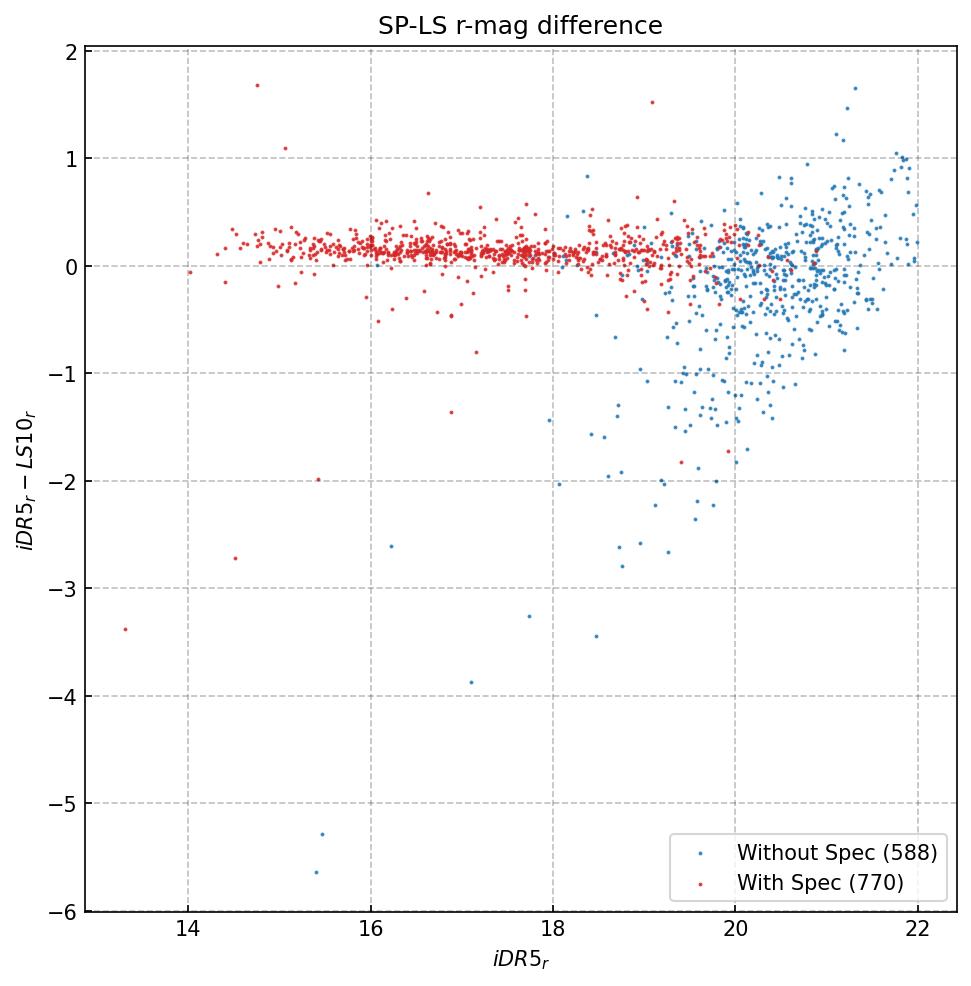 SP-LS r-mag difference
2
1
0
−1
−2
−3
−4
−5
−6
iDR5r − LS10r
Without Spec (588)
With Spec (770)
14 16 18 20 22
iDR5r